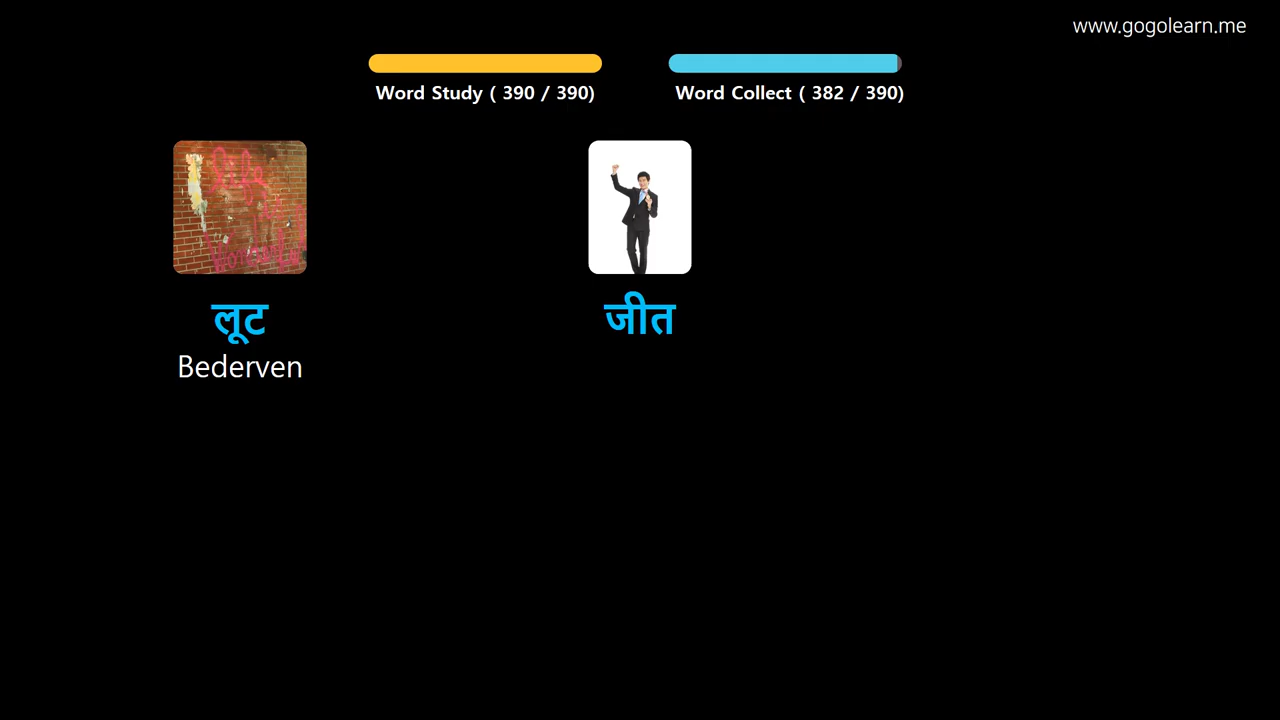 www.gogolearn.me
Word Study ( 390 / 390)
Word Collect ( 382 / 390)
लूट
जीत
Bederven